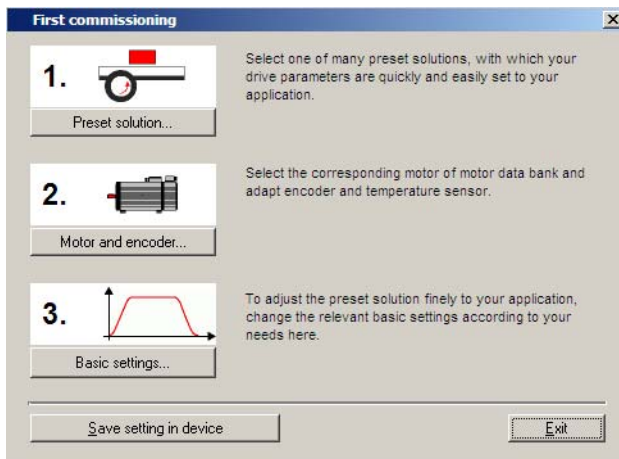 First commissioning
1.
Select one of many preset solutions, with which your
drive parameters are quickly and easily set to your
application.
Preset solution...
2.
Select the corresponding motor of motor data bank and
adapt encoder and temperature sensor.
Motor and encoder...
3.
To adjust the preset solution finely to your application,
change the relevant basic settings according to your
needs here.
Basic settings...
Save setting in device
Exit